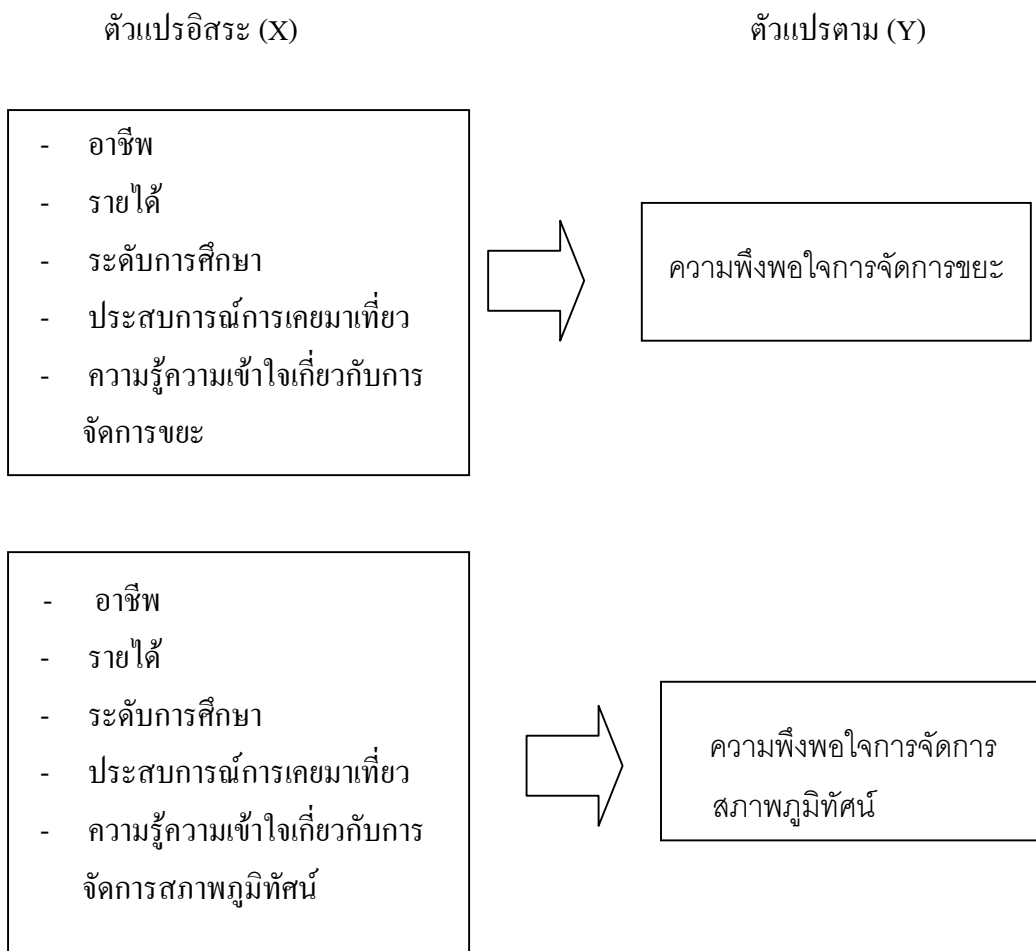 ตัวแปรอิสระ (X)
ตัวแปรตาม (Y)
- อาชีพ
- รายได้
- ระดับการศึกษา
- ประสบการณ์การเคยมาเที่ยว
- ความรู้ความเข้าใจเกี่ยวกับการ
จัดการขยะ
ความพึงพอใจการจัดการขยะ
- อาชีพ
- รายได้
- ระดับการศึกษา
- ประสบการณ์การเคยมาเที่ยว
- ความรู้ความเข้าใจเกี่ยวกับการ
จัดการสภาพภูมิทัศน์
ความพึงพอใจการจัดการ
สภาพภูมิทัศน์